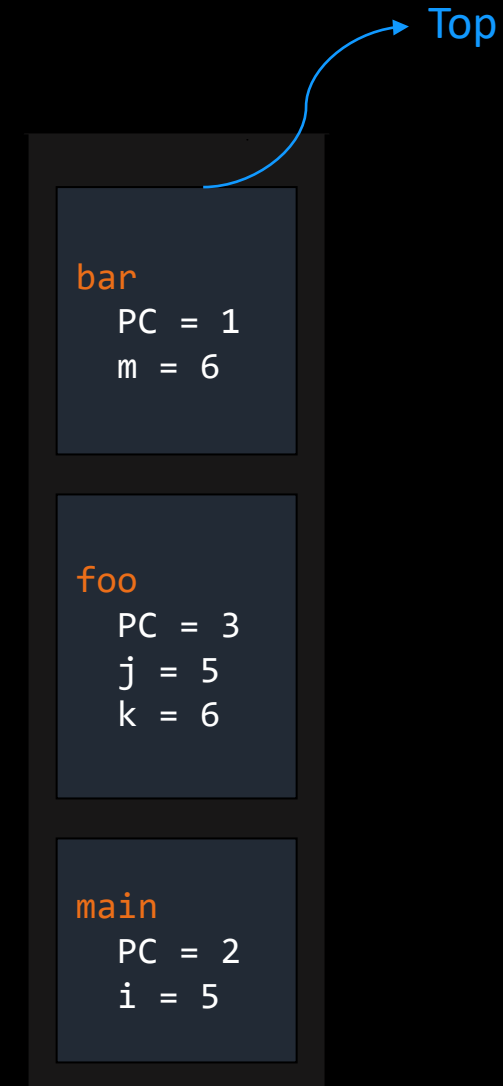 Top
bar
PC = 1
m = 6
foo
PC = 3
j = 5
k = 6
main
PC = 2
i = 5